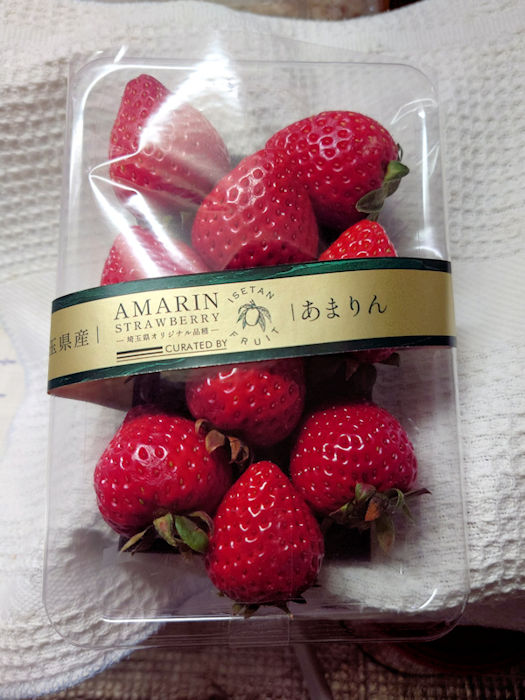 玉県産
AMARIN
STRAWBERRY
埼玉県オリジナル品種
CURATED BY
ISETAN
FRUIT
あまりん